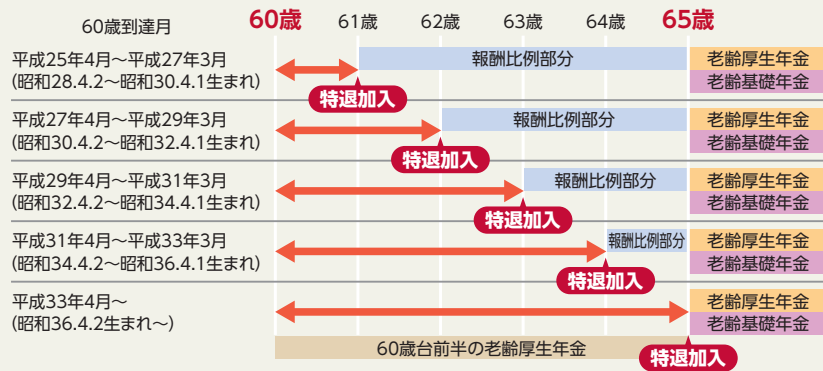 60歳到達月
60歳 61歳 62歳 63歳 64歳 65歳
平成25年4月～平成27年3月
(昭和28.4.2～昭和30.4.1生まれ)
報酬比例部分
老齢厚生年金
老齢基礎年金
特退加入
平成27年4月～平成29年3月
(昭和30.4.2～昭和32.4.1生まれ)
報酬比例部分
老齢厚生年金
老齢基礎年金
特退加入
平成29年4月～平成31年3月
(昭和32.4.2～昭和34.4.1生まれ)
報酬比例部分
老齢厚生年金
老齢基礎年金
特退加入
平成31年4月～平成33年3月
(昭和34.4.2～昭和36.4.1生まれ)
報酬比例部分
老齢厚生年金
老齢基礎年金
特退加入
平成33年4月～
(昭和36.4.2生まれ～)
老齢厚生年金
老齢基礎年金
60歳台前半の老齢厚生年金
特退加入